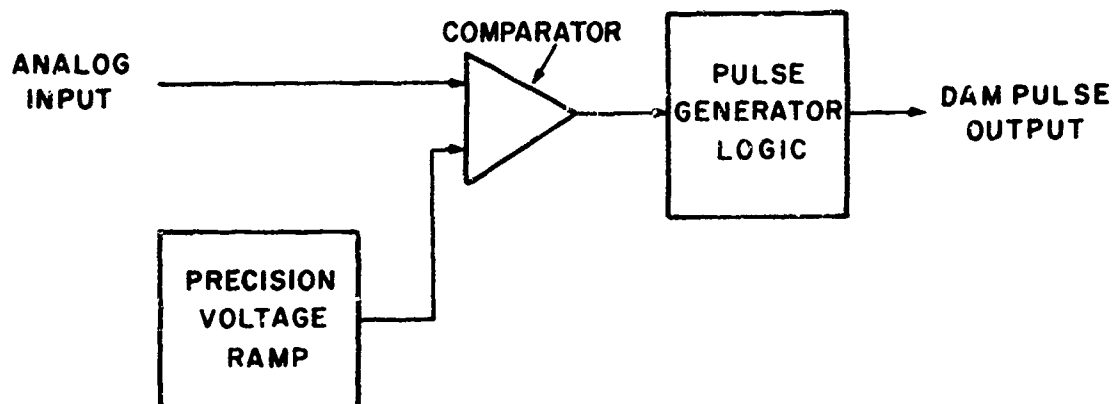 COMPARATOR
ANALOG
INPUT
PULSE
GENERATOR
LOGIC
DAM PULSE
OUTPUT
PRECISION
VOLTAGE
RAMP